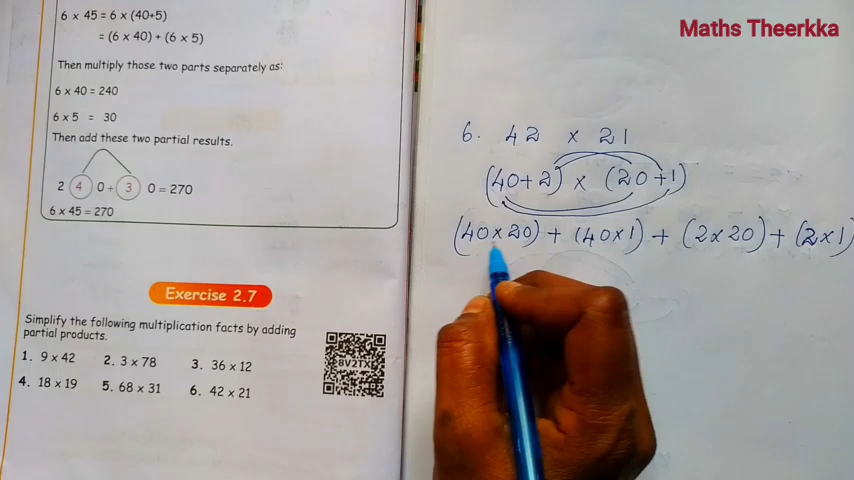 Maths Theerkka
6 × 45 = 6 × (40+5)
= (6 × 40) + (6 × 5)
Then multiply those two parts separately as:
6 × 40 = 240
6 × 5 = 30
Then add these two partial results.
2 4 0 + 3 0 = 270
6 × 45 = 270
Exercise 2.7
Simplify the following multiplication facts by adding
partial products.
1. 9 × 42 2. 3 × 78 3. 36 × 12
4. 18 × 19 5. 68 × 31 6. 42 × 21
8V2TX
6. 42 × 21
(40+2) × (20+1)
(40×20) + (40×1) + (2×20) + (2×1)